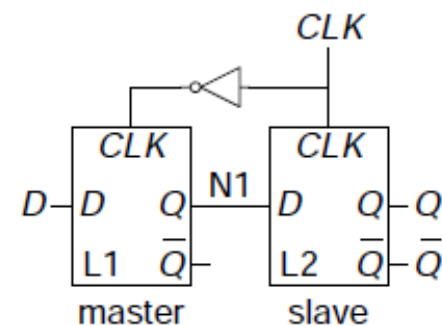 CLK
CLK CLK
D D Q N1 D Q Q
L1 Q̅ L2 Q̅ Q̅
master slave